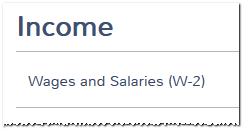 Income
Wages and Salaries (W-2)